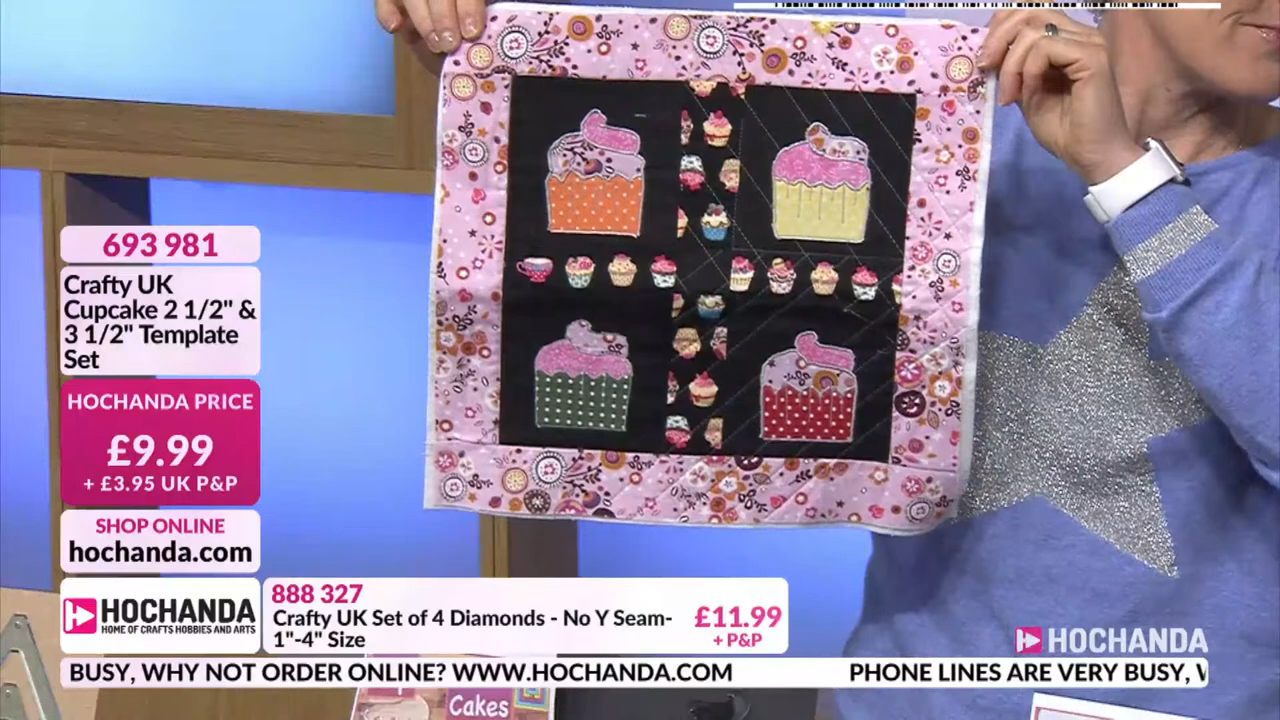 693 981
Crafty UK
Cupcake 2 1/2" &
3 1/2" Template
Set
HOCHANDA PRICE
£9.99
+ £3.95 UK P&P
SHOP ONLINE
hochanda.com
HOCHANDA
HOME OF CRAFTS HOBBIES AND ARTS
888 327
Crafty UK Set of 4 Diamonds - No Y Seam-
1"-4" Size
£11.99
+ P&P
HOCHANDA
BUSY, WHY NOT ORDER ONLINE? WWW.HOCHANDA.COM PHONE LINES ARE VERY BUSY,
Cakes